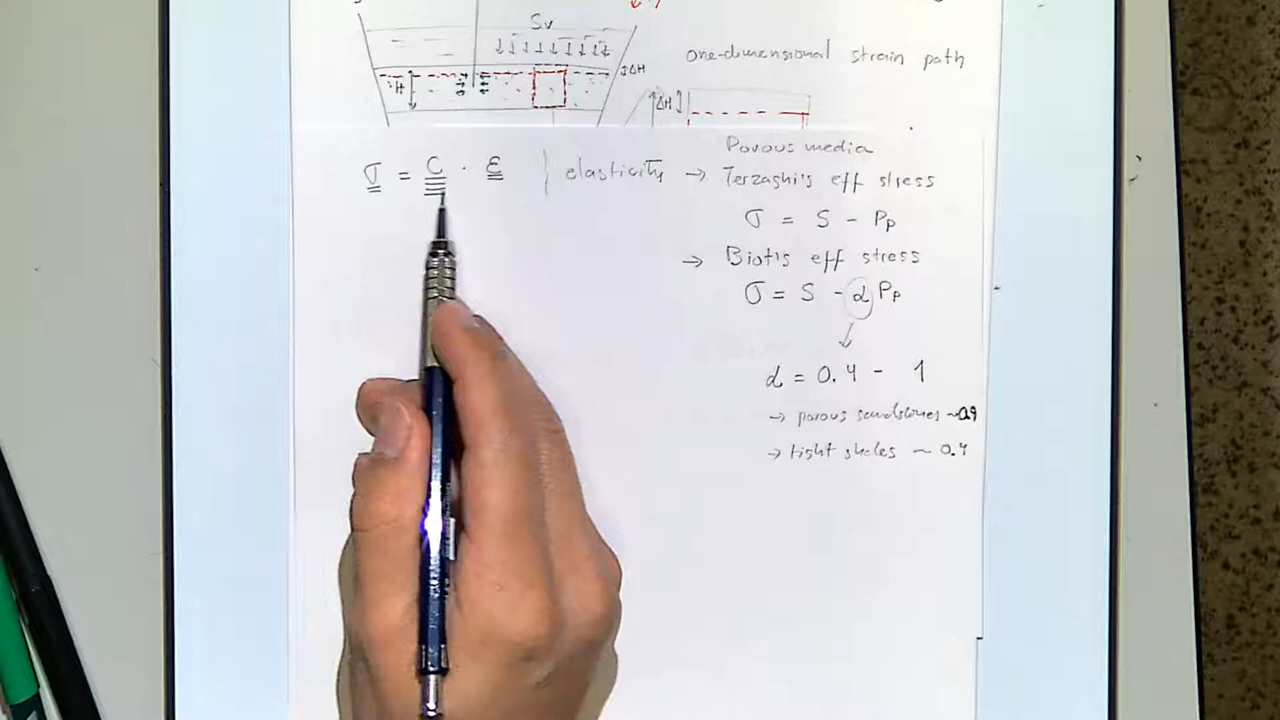 Sv
one-dimensional strain path
H
ΔH
ΔH
Porous media
σ = C · ε | elasticity → Terzaghi's eff stress
σ = S - Pp
→ Biot's eff stress
σ = S - α Pp
α = 0.4 - 1
→ porous sandstones ~0.9
→ tight shales ~ 0.4